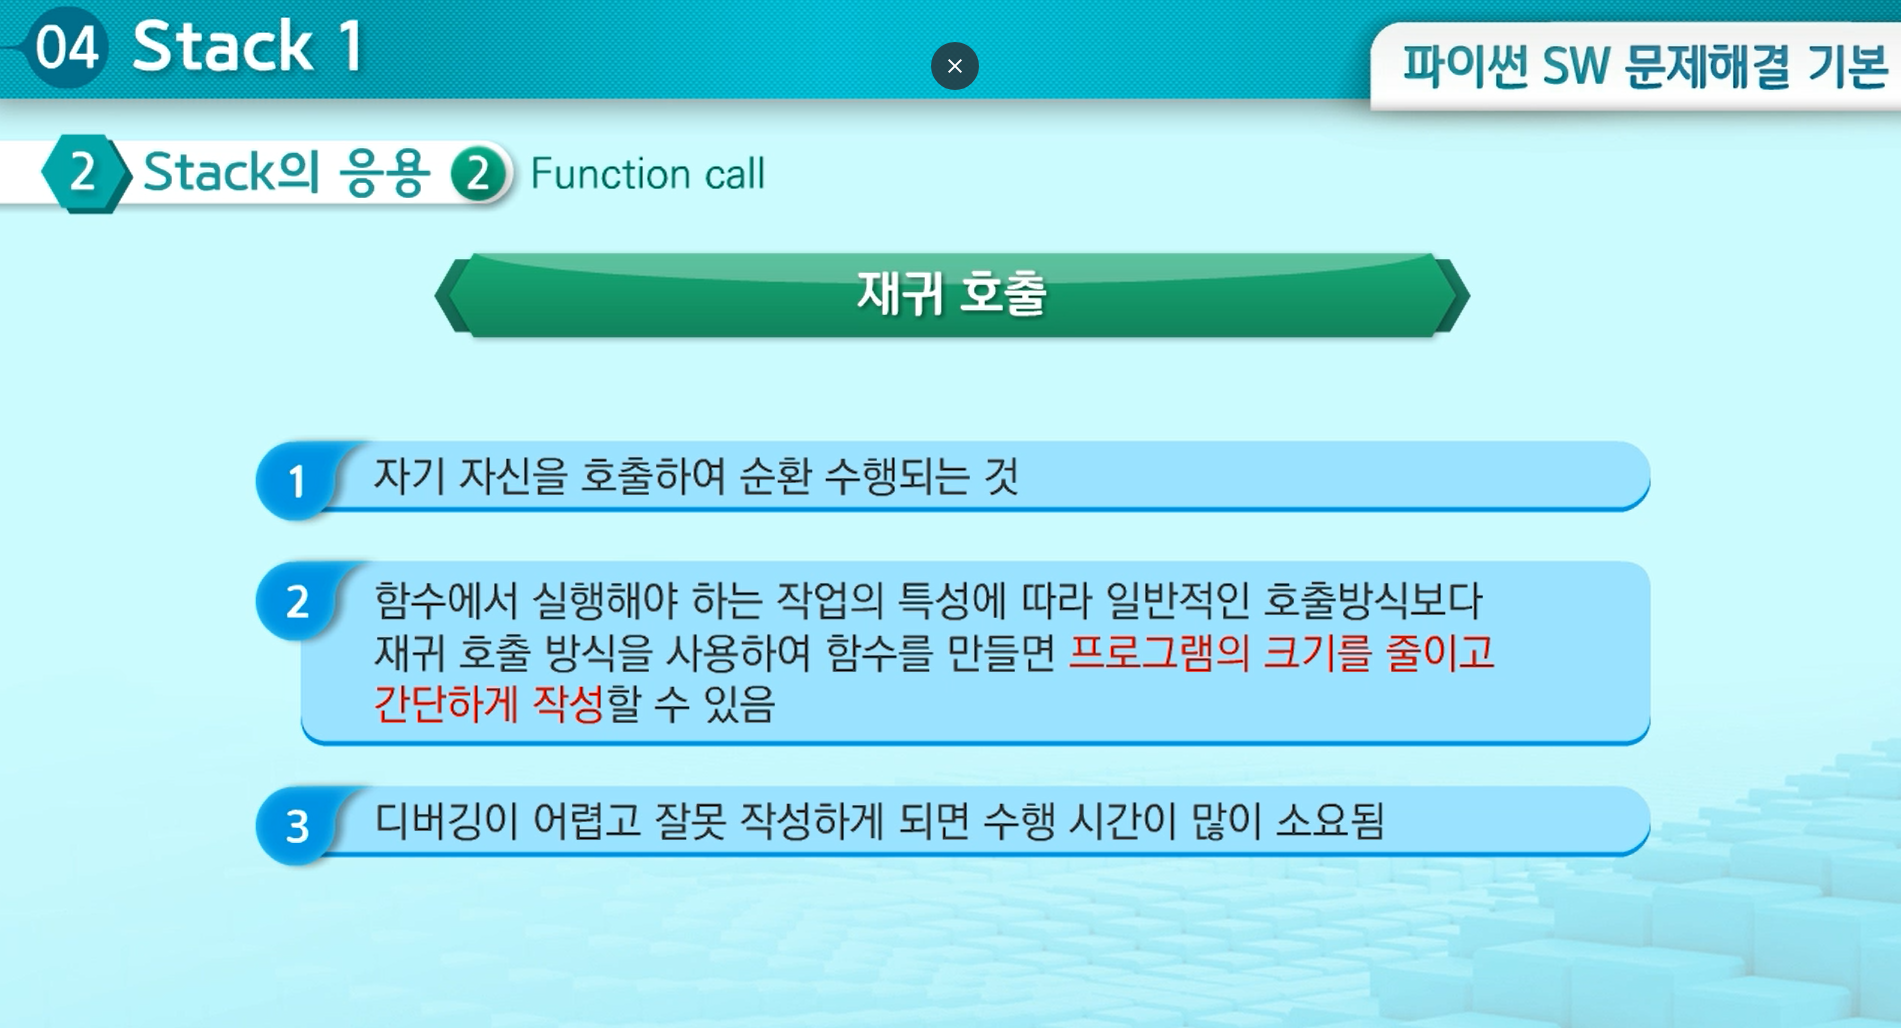 04 Stack 1
파이썬 SW 문제해결 기본
2 Stack의 응용 2 Function call
재귀 호출
1 자기 자신을 호출하여 순환 수행되는 것
2 함수에서 실행해야 하는 작업의 특성에 따라 일반적인 호출방식보다
재귀 호출 방식을 사용하여 함수를 만들면 프로그램의 크기를 줄이고
간단하게 작성할 수 있음
3 디버깅이 어렵고 잘못 작성하게 되면 수행 시간이 많이 소요됨